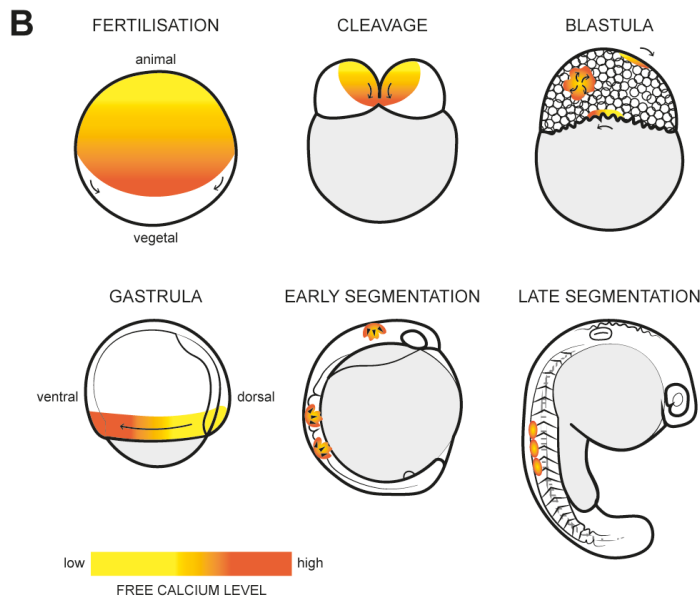 B
FERTILISATION
CLEAVAGE
BLASTULA
animal
vegetal
GASTRULA
EARLY SEGMENTATION
LATE SEGMENTATION
ventral
dorsal
low
high
FREE CALCIUM LEVEL